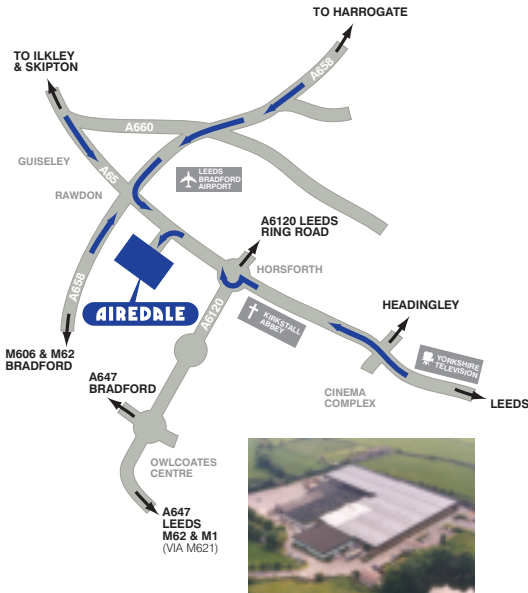 TO HARROGATE
TO ILKLEY
& SKIPTON
A658
A660
GUISELEY
A65
LEEDS
BRADFORD
AIRPORT
RAWDON
A6120 LEEDS
RING ROAD
HORSFORTH
A658
AIREDALE
A6120
KIRKSTALL
ABBEY
HEADINGLEY
M606 & M62
BRADFORD
YORKSHIRE
TELEVISION
A647
BRADFORD
CINEMA
COMPLEX
LEEDS
OWLCOATES
CENTRE
A647
LEEDS
M62 & M1
(VIA M621)